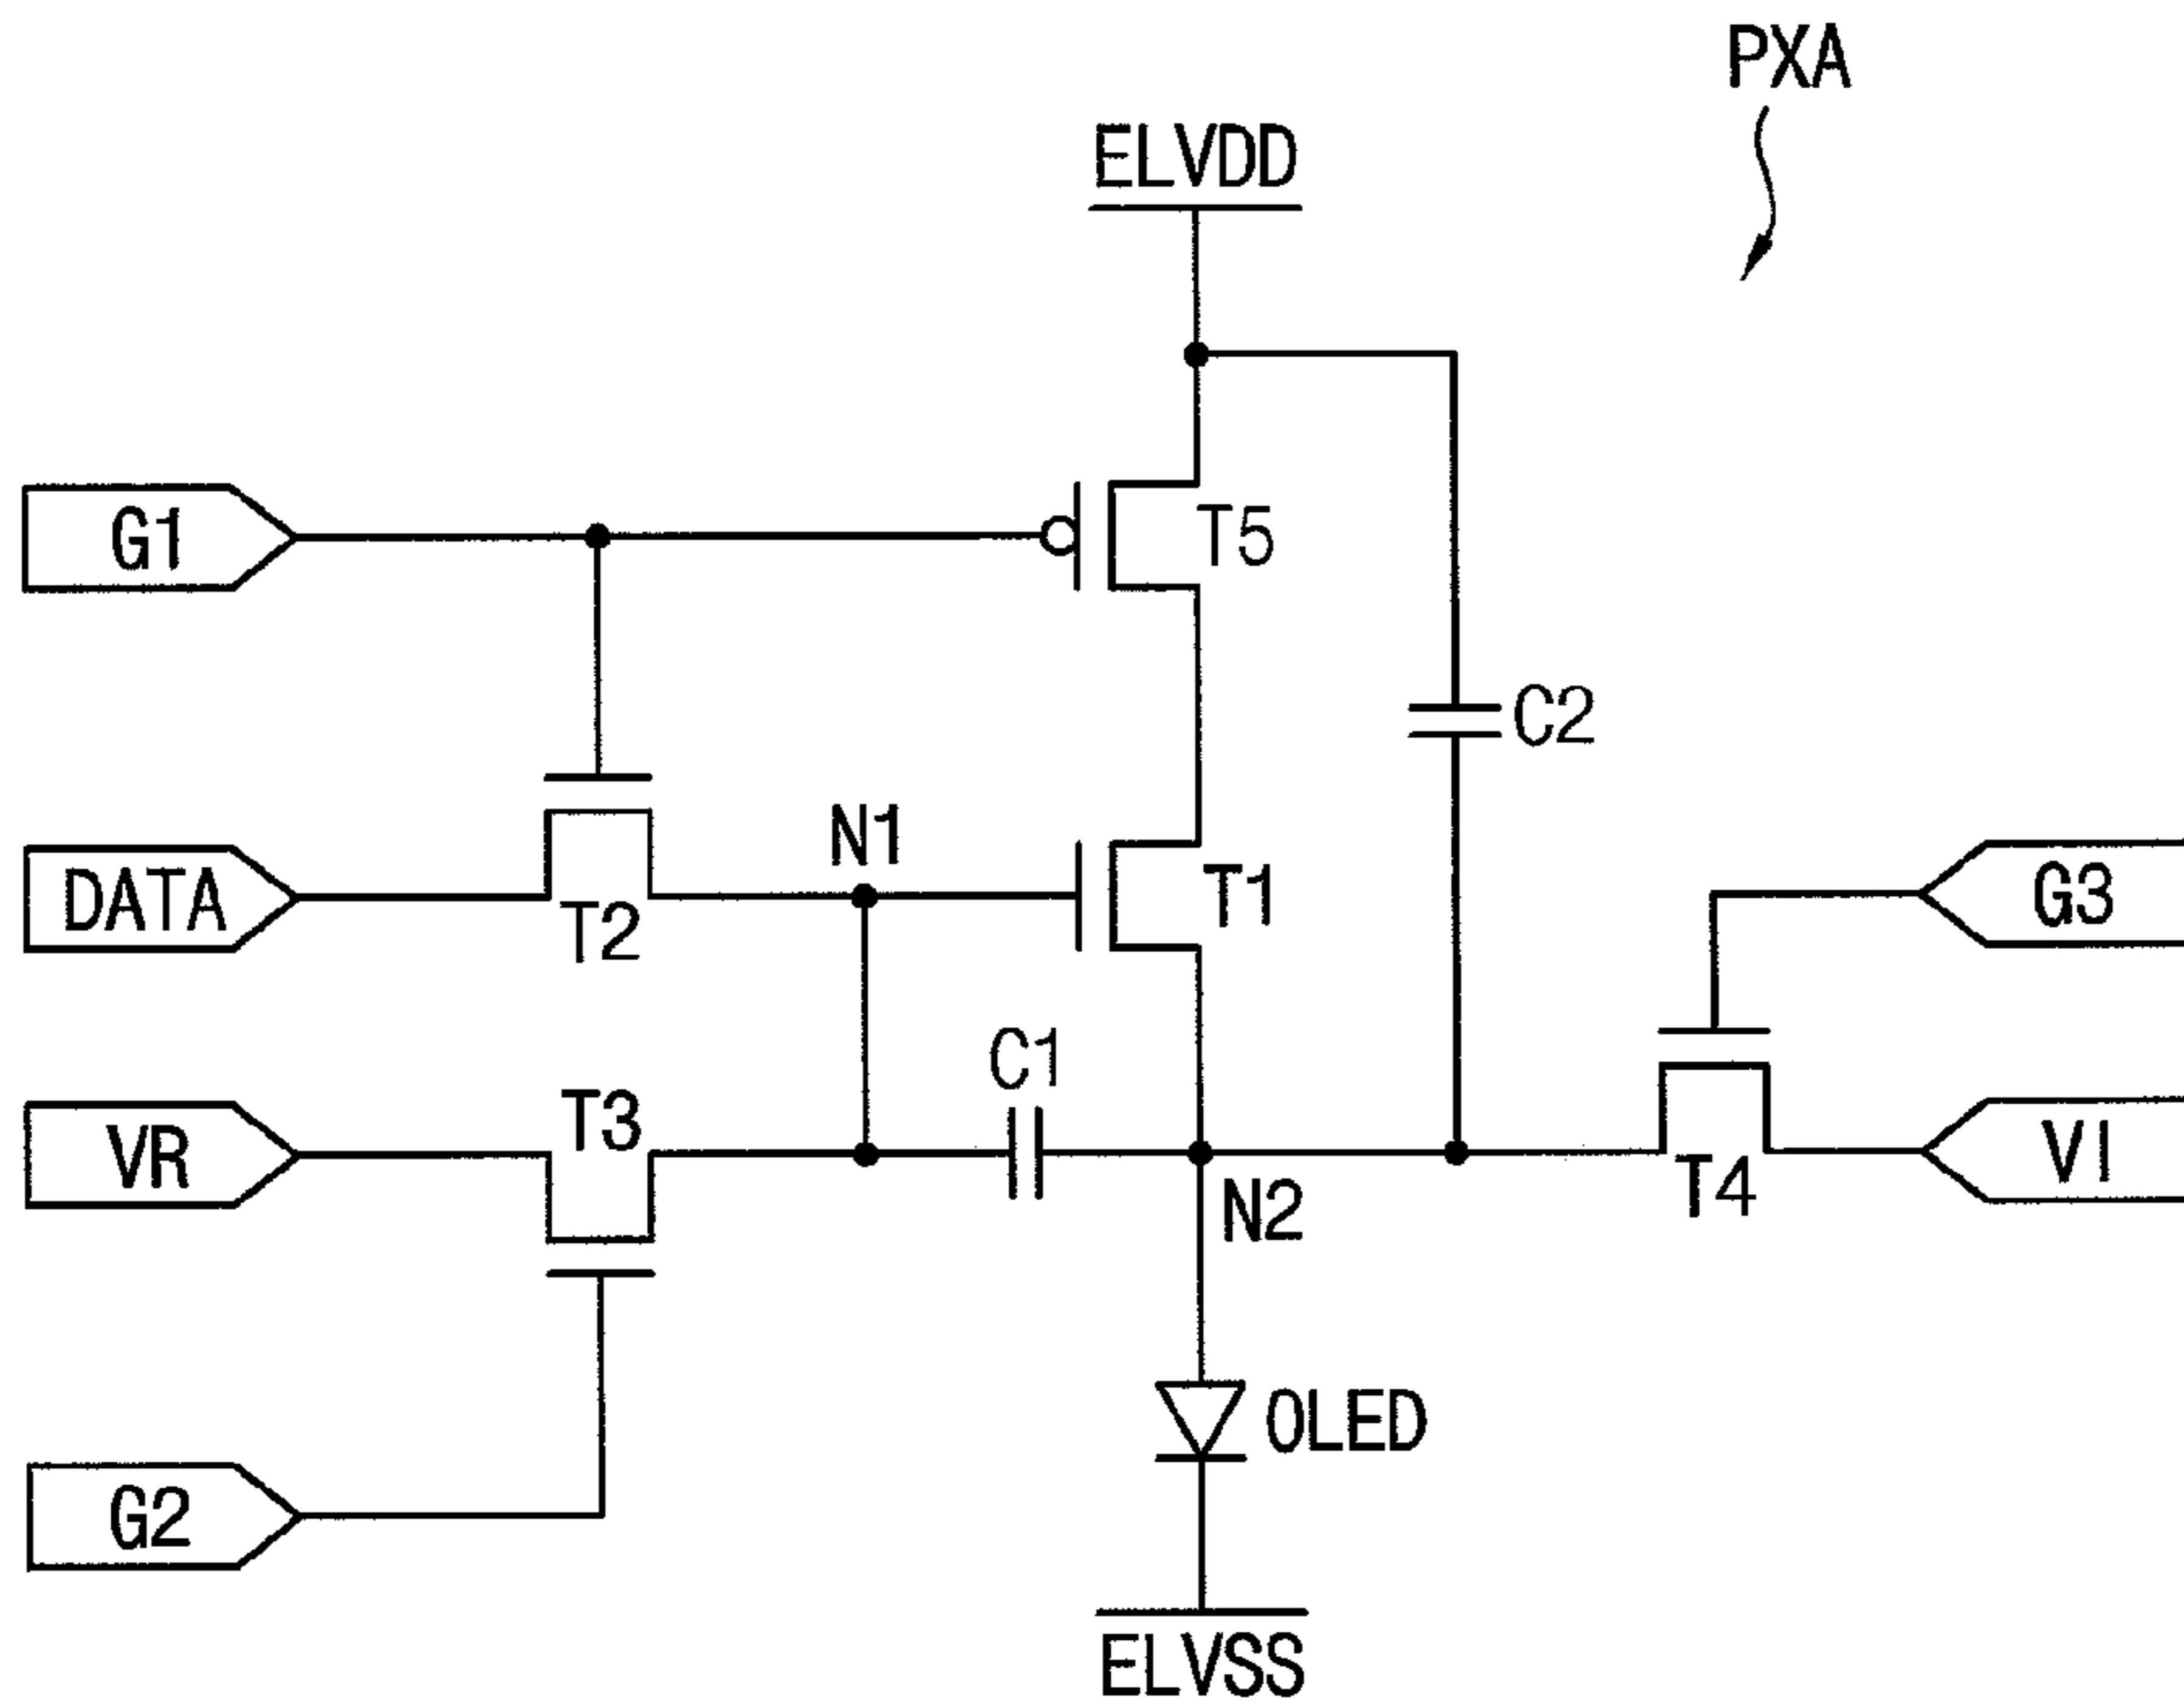 PXA
ELVDD
G1
T5
C2
N1
DATA
T2
T1
G3
C1
T3
VR
N2
T4
VI
OLED
G2
ELVSS